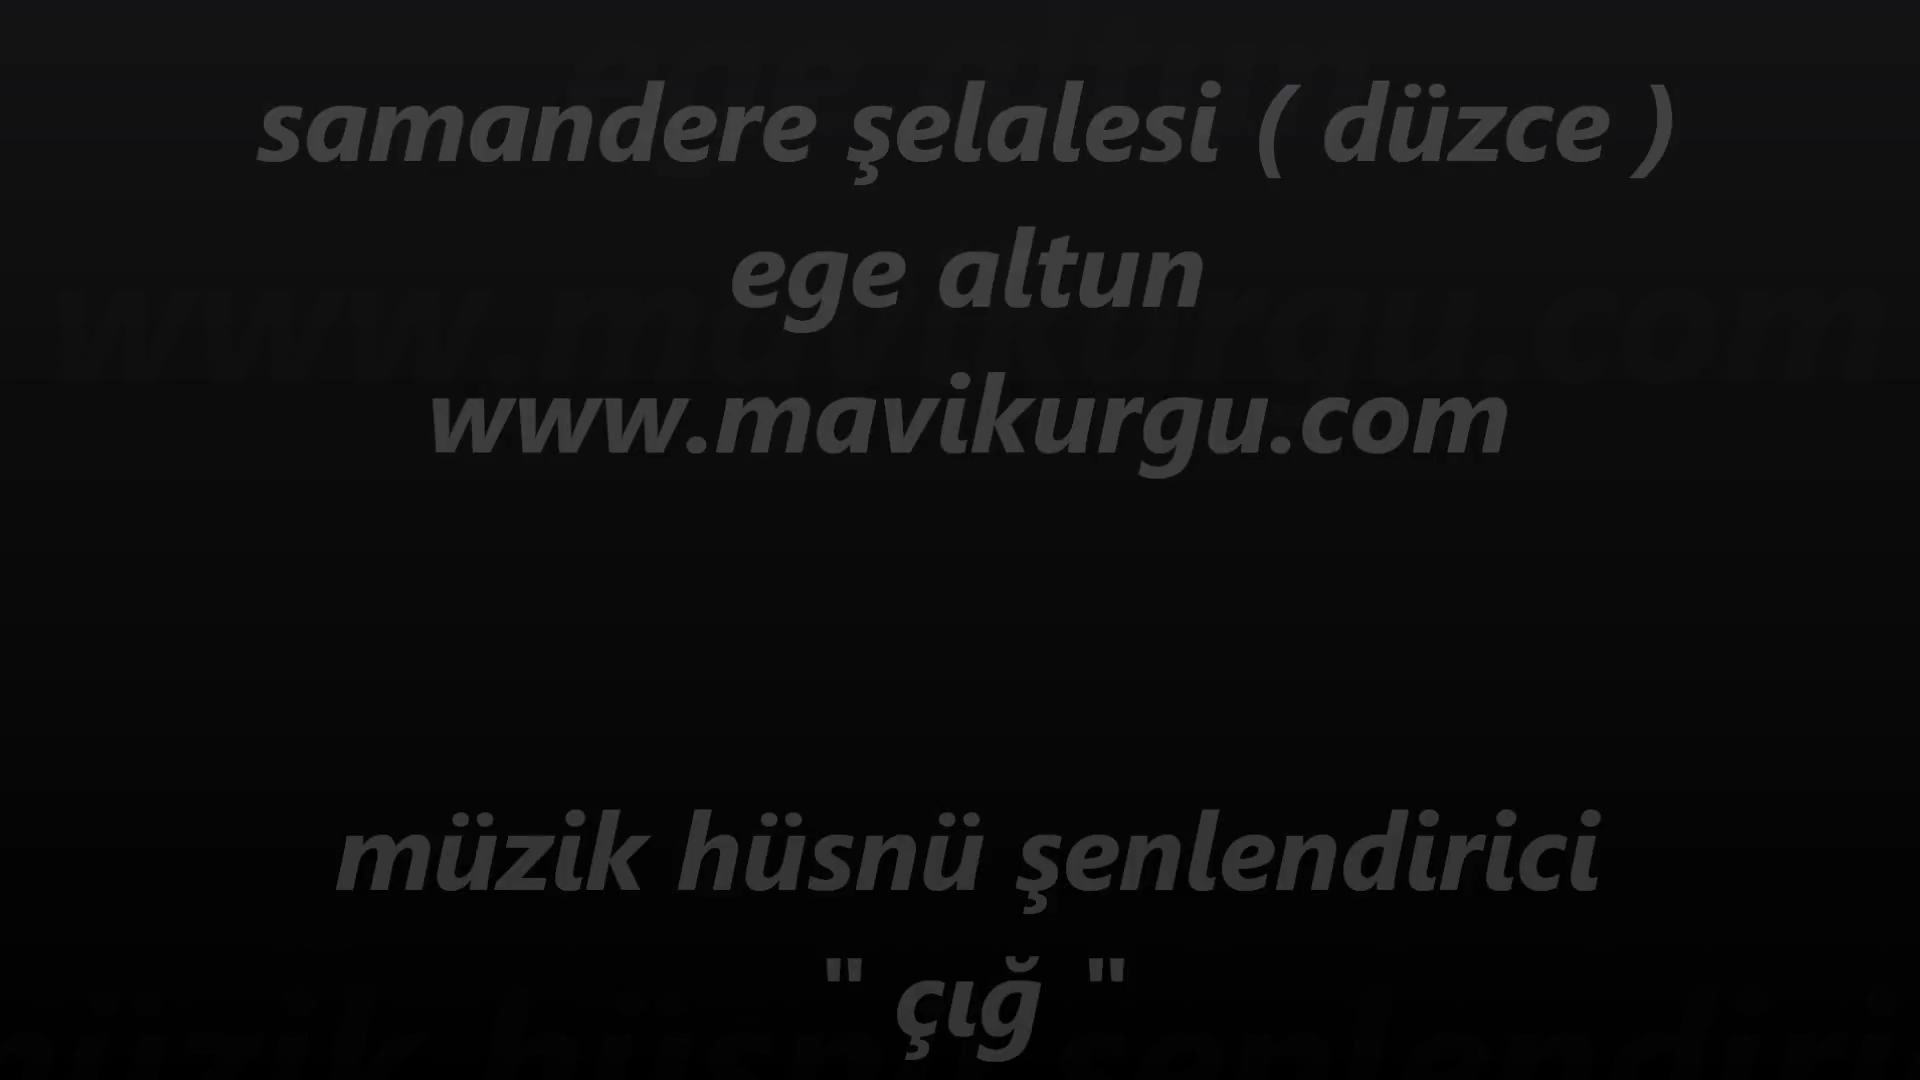 samandere şelalesi ( düzce )
ege altun
www.mavikurgu.com
müzik hüsnü şenlendirici
" çığ "